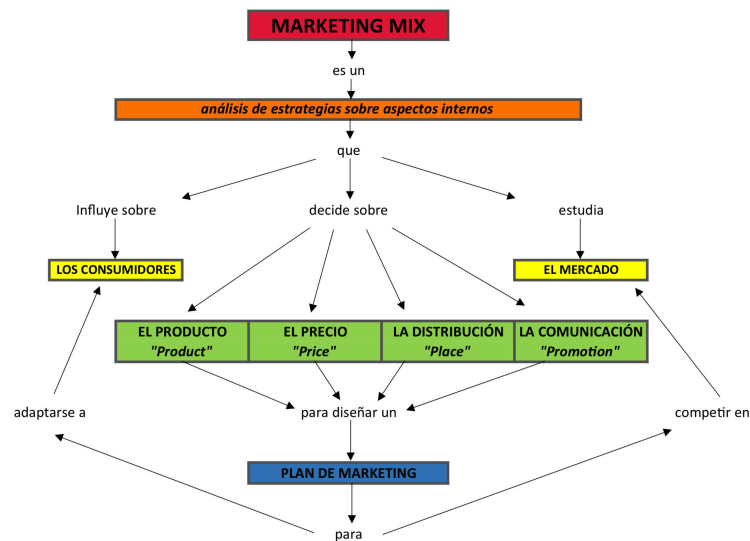 MARKETING MIX
es un
análisis de estrategias sobre aspectos internos
que
Influye sobre
decide sobre
estudia
LOS CONSUMIDORES
EL MERCADO
EL PRODUCTO
"Product"
EL PRECIO
"Price"
LA DISTRIBUCIÓN
"Place"
LA COMUNICACIÓN
"Promotion"
adaptarse a
para diseñar un
competir en
PLAN DE MARKETING
para